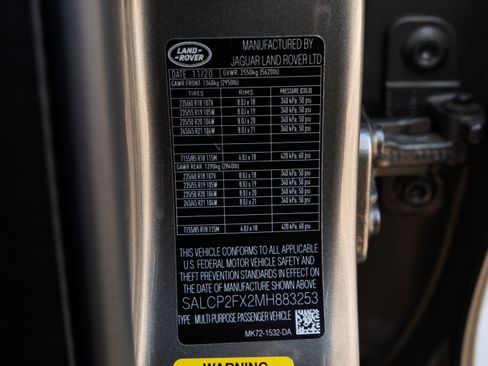 LAND ROVER
MANUFACTURED BY
JAGUAR LAND ROVER LTD
DATE 11/20 GVWR: 2550kg (5620lb)
GAWR FRONT 1340kg (2950lb)
TIRES RIMS PRESSURE (COLD)
235/60 R18 107V 8.0J x 18 340 kPa, 50 psi
235/55 R19 105W 8.0J x 19 340 kPa, 50 psi
235/50 R20 104W 8.0J x 20 340 kPa, 50 psi
245/45 R21 104W 8.0J x 21 340 kPa, 50 psi
T155/85 R18 115M 4.0J x 18 420 kPa, 60 psi
GAWR REAR: 1290kg (2840lb)
235/60 R18 107V 8.0J x 18 340 kPa, 50 psi
235/55 R19 105W 8.0J x 19 340 kPa, 50 psi
235/50 R20 104W 8.0J x 20 340 kPa, 50 psi
245/45 R21 104W 8.0J x 21 340 kPa, 50 psi
T155/85 R18 115M 4.0J x 18 420 kPa, 60 psi
THIS VEHICLE CONFORMS TO ALL APPLICABLE
U.S. FEDERAL MOTOR VEHICLE SAFETY AND
THEFT PREVENTION STANDARDS IN EFFECT ON
THE DATE OF MANUFACTURE SHOWN ABOVE
SALCP2FX2MH883253
TYPE : MULTI-PURPOSE PASSENGER VEHICLE
MK72-1532-DA
WARNING